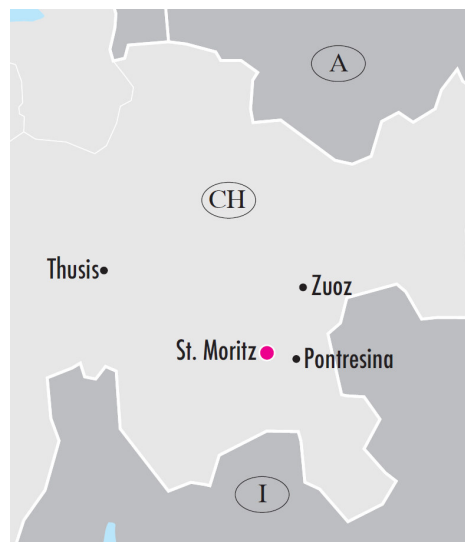 A
CH
Thusis
Zuoz
St. Moritz
Pontresina
I